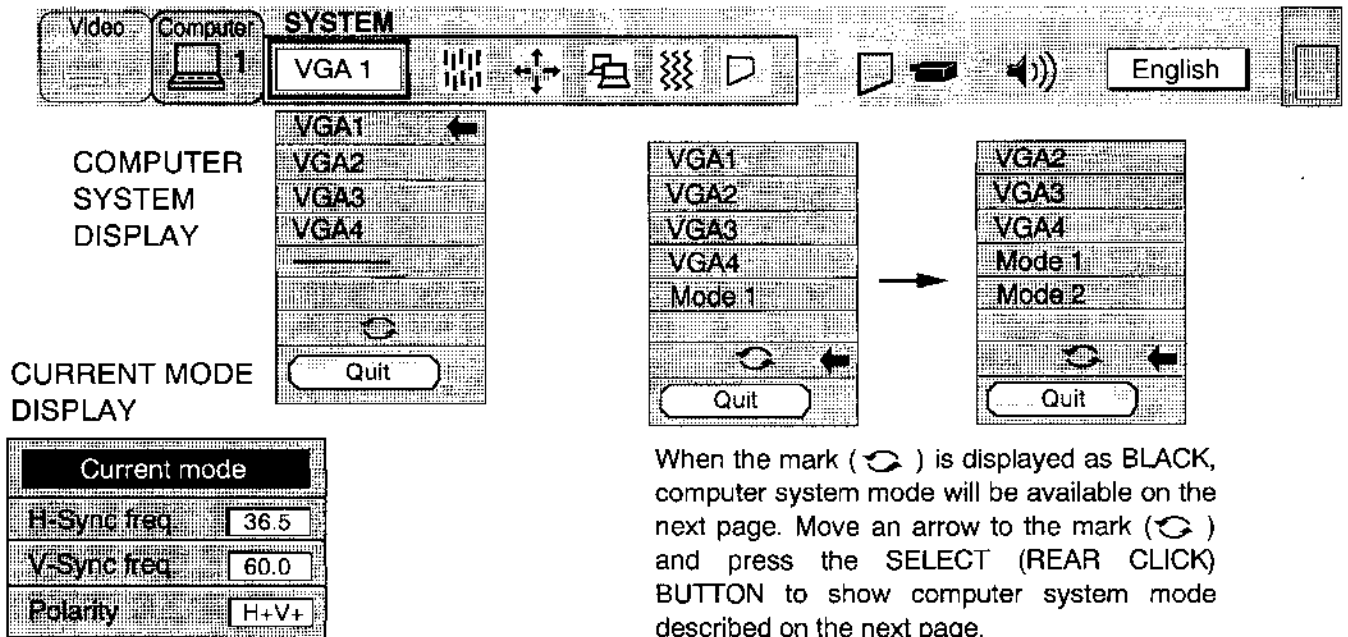 Video
Computer
1
SYSTEM
VGA 1
English
COMPUTER
SYSTEM
DISPLAY
VGA1
VGA2
VGA3
VGA4
Quit
VGA1
VGA2
VGA3
VGA4
Mode 1
Quit
VGA2
VGA3
VGA4
Mode 1
Mode 2
Quit
CURRENT MODE
DISPLAY
Current mode
H-Sync freq. 36.5
V-Sync freq. 60.0
Polarity H+V+
When the mark ( ) is displayed as BLACK,
computer system mode will be available on the
next page. Move an arrow to the mark ( )
and press the SELECT (REAR CLICK)
BUTTON to show computer system mode
described on the next page.